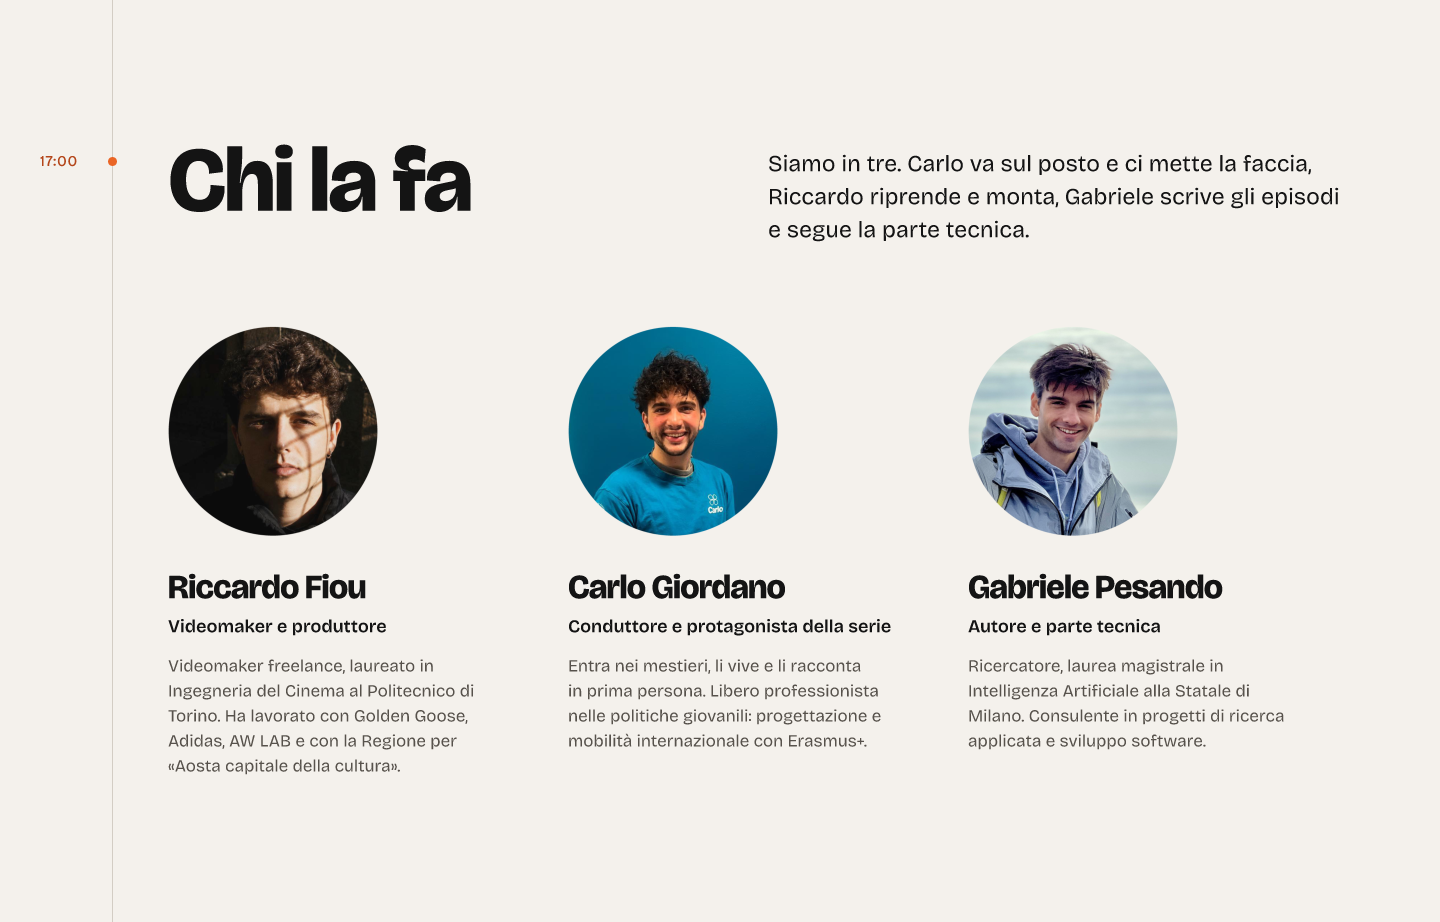 17:00
Chi la fa
Siamo in tre. Carlo va sul posto e ci mette la faccia,
Riccardo riprende e monta, Gabriele scrive gli episodi
e segue la parte tecnica.
Carlo
Riccardo Fiou
Videomaker e produttore
Videomaker freelance, laureato in
Ingegneria del Cinema al Politecnico di
Torino. Ha lavorato con Golden Goose,
Adidas, AW LAB e con la Regione per
«Aosta capitale della cultura».
Carlo Giordano
Conduttore e protagonista della serie
Entra nei mestieri, li vive e li racconta
in prima persona. Libero professionista
nelle politiche giovanili: progettazione e
mobilità internazionale con Erasmus+.
Gabriele Pesando
Autore e parte tecnica
Ricercatore, laurea magistrale in
Intelligenza Artificiale alla Statale di
Milano. Consulente in progetti di ricerca
applicata e sviluppo software.